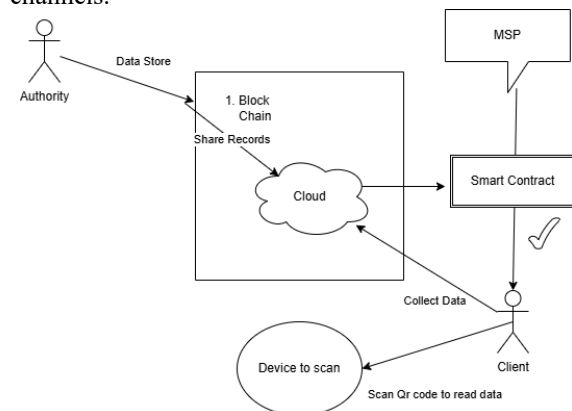 channels.
MSP
Data Store
Authority
1. Block
Chain
Share Records
Smart Contract
Cloud
Collect Data
Device to scan
Client
Scan Qr code to read data